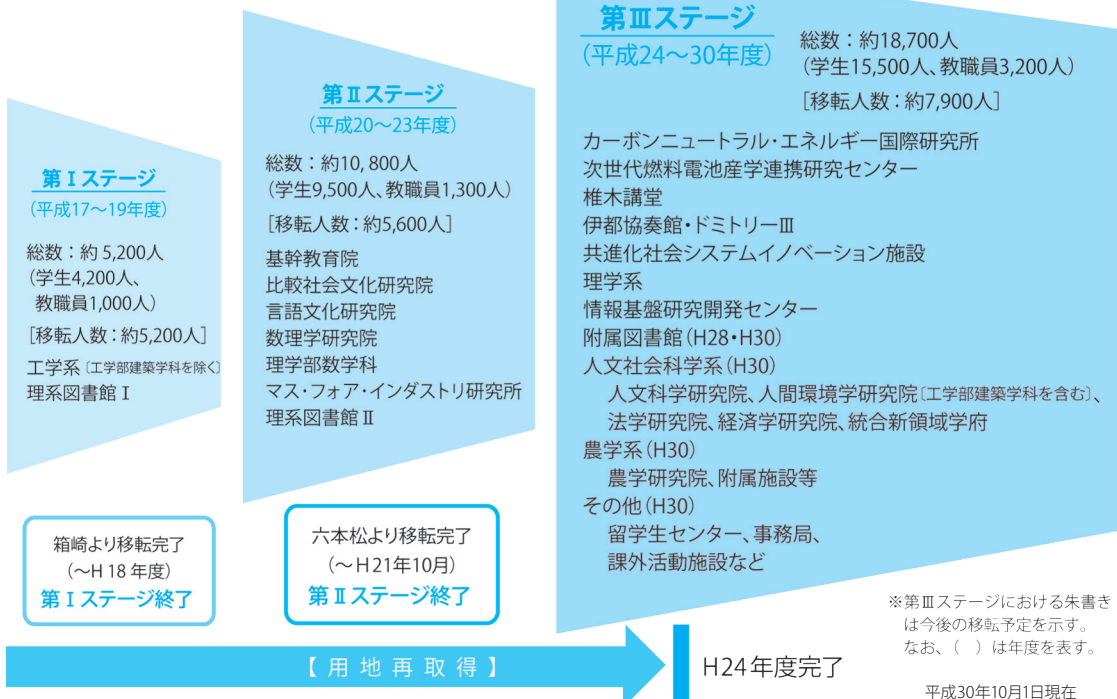 第Ⅰステージ
(平成17～19年度)
総数：約 5,200人
(学生4,200人、
教職員1,000人)
[移転人数：約5,200人]
工学系〔工学部建築学科を除く〕
理系図書館Ⅰ
箱崎より移転完了
(～H 18 年度)
第Ⅰステージ終了
第Ⅱステージ
(平成20～23年度)
総数：約10, 800人
(学生9,500人、教職員1,300人)
[移転人数：約5,600人]
基幹教育院
比較社会文化研究院
言語文化研究院
数理学研究院
理学部数学科
マス・フォア・インダストリ研究所
理系図書館Ⅱ
六本松より移転完了
(～H 21年10月)
第Ⅱステージ終了
第Ⅲステージ
(平成24～30年度)
総数：約18,700人
(学生15,500人、教職員3,200人)
[移転人数：約7,900人]
カーボンニュートラル・エネルギー国際研究所
次世代燃料電池産学連携研究センター
椎木講堂
伊都協奏館・ドミトリーⅢ
共進化社会システムイノベーション施設
理学系
情報基盤研究開発センター
附属図書館(H28・H30)
人文社会科学系(H30)
人文科学研究院、人間環境学研究院〔工学部建築学科を含む〕、
法学研究院、経済学研究院、統合新領域学府
農学系(H30)
農学研究院、附属施設等
その他(H30)
留学生センター、事務局、
課外活動施設など
※第Ⅲステージにおける朱書き
は今後の移転予定を示す。
なお、(　)は年度を表す。
【用地再取得】
H24年度完了
平成30年10月1日現在